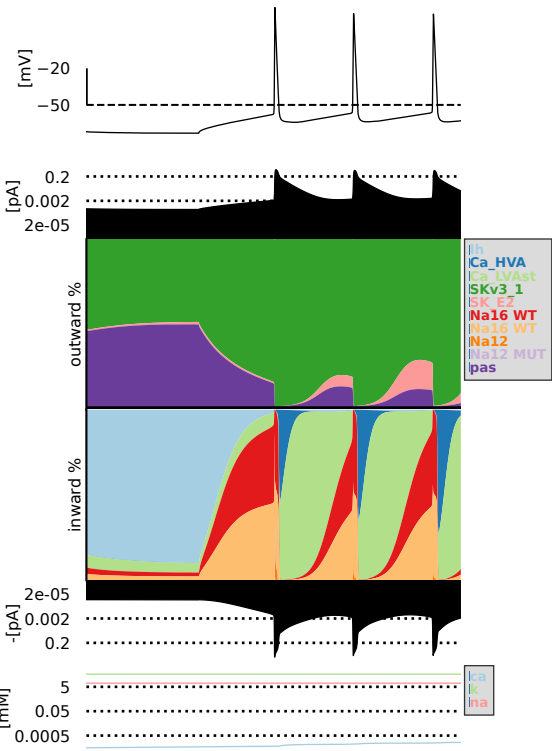 [mV]
−20
−50
[pA]
0.2
0.002
2e-05
outward %
Ih
Ca_HVA
Ca_LVAst
SKv3_1
SK_E2
Na16 WT
Na16 WT
Na12
Na12 MUT
pas
inward %
-[pA]
2e-05
0.002
0.2
[mM]
5
0.05
0.0005
ca
k
na